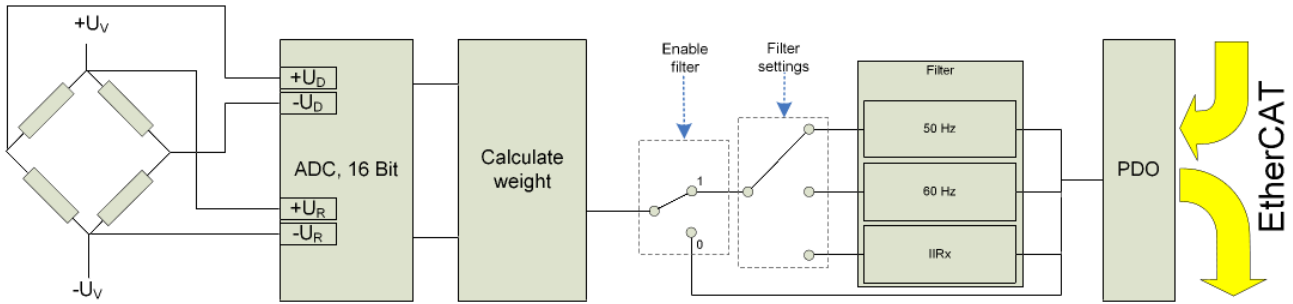 +UV
-UV
+UD
-UD
ADC, 16 Bit
+UR
-UR
Calculate
weight
Enable
filter
1
0
Filter
settings
Filter
50 Hz
60 Hz
IIRx
PDO
EtherCAT